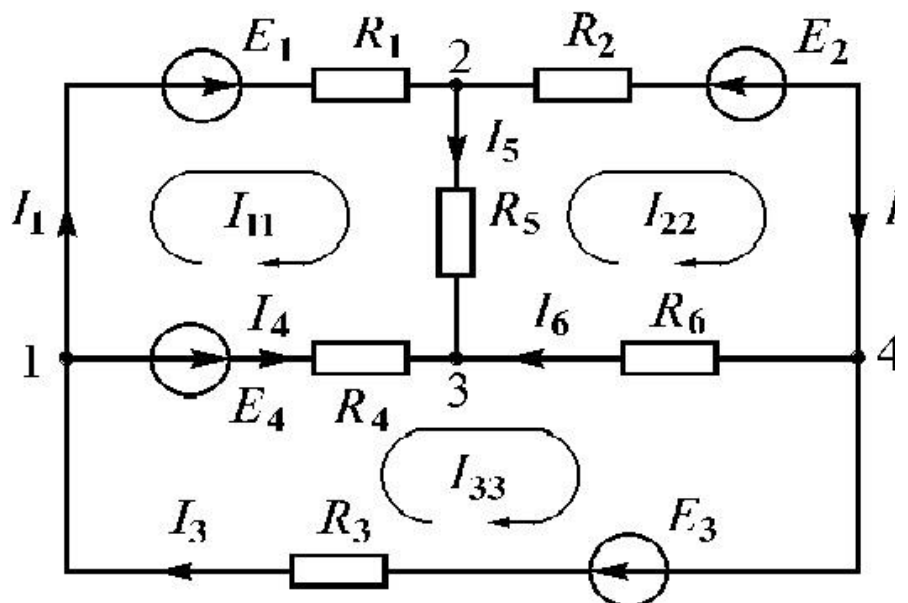 E₁ R₁ 2 R₂ E₂
I₅
I₁ I₁₁ R₅ I₂₂ I
1 I₄ I₆ R₆ 4
E₄ R₄ 3
I₃₃
I₃ R₃ E₃